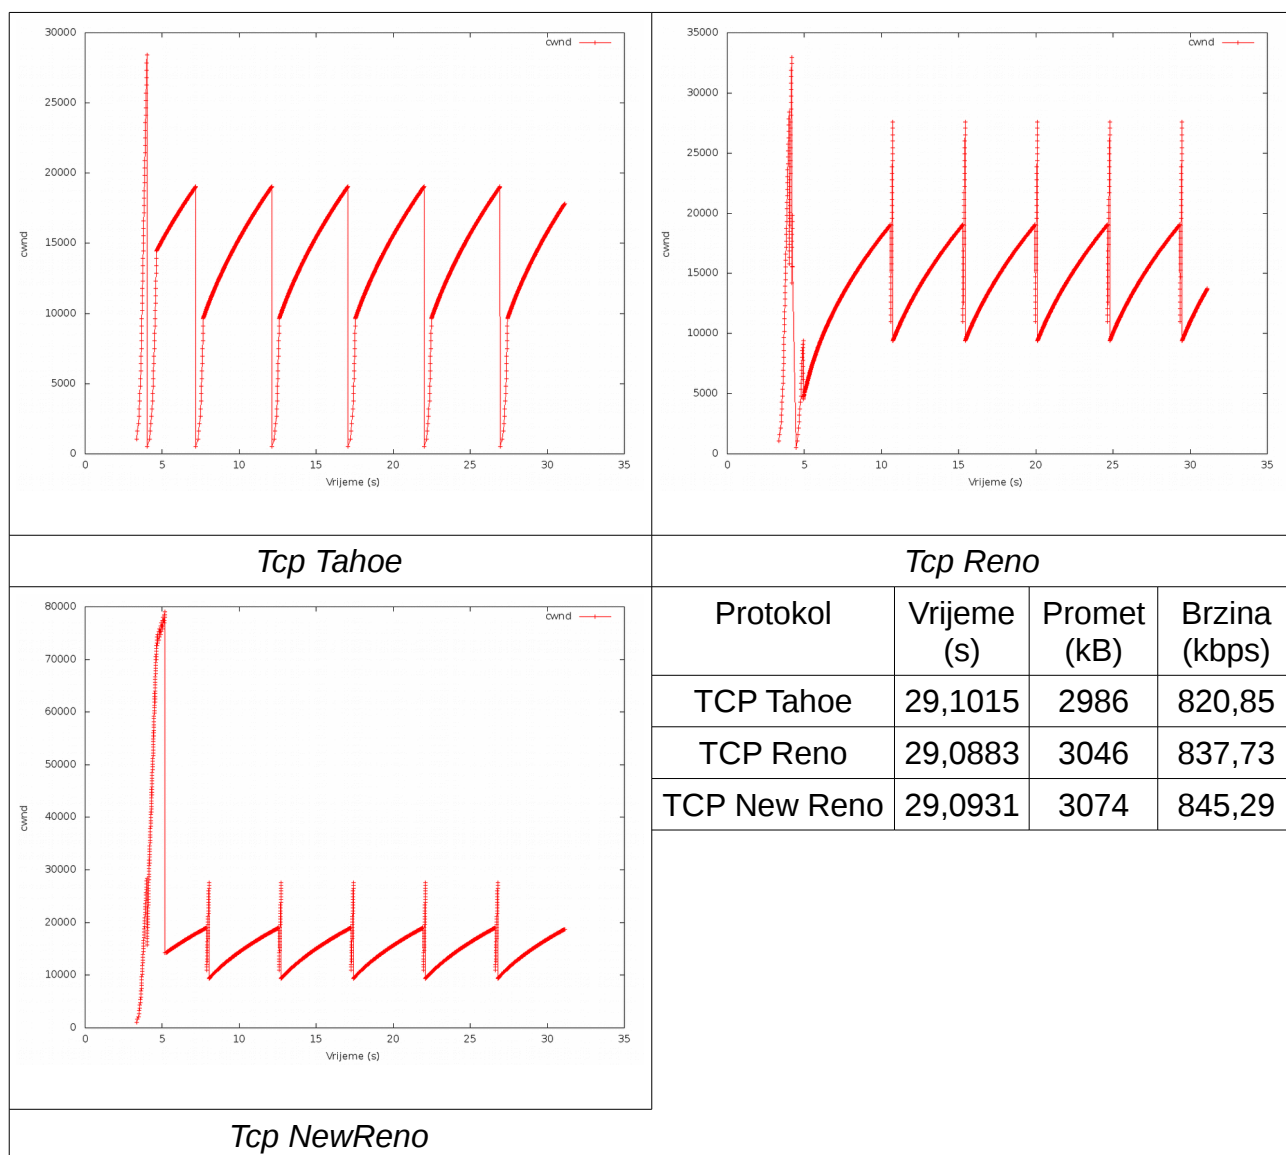 cwnd
30000
25000
20000
15000
10000
5000
0
cwnd
0 5 10 15 20 25 30 35
Vrijeme (s)
Tcp Tahoe
cwnd
35000
30000
25000
20000
15000
10000
5000
0
cwnd
0 5 10 15 20 25 30 35
Vrijeme (s)
Tcp Reno
cwnd
80000
70000
60000
50000
40000
30000
20000
10000
0
cwnd
0 5 10 15 20 25 30 35
Vrijeme (s)
Tcp NewReno
Protokol Vrijeme (s) Promet (kB) Brzina (kbps)
TCP Tahoe 29,1015 2986 820,85
TCP Reno 29,0883 3046 837,73
TCP New Reno 29,0931 3074 845,29